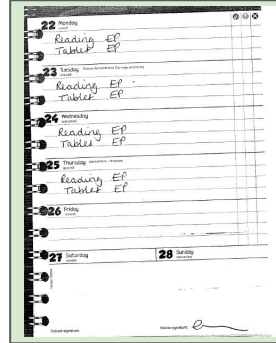 22 Monday
Reading EP
Tablet EP
23 Tuesday
Reading EP
Tablet EP
24 Wednesday
Reading EP
Tables EP
25 Thursday
Reading EP
Tables EP
26 Friday
27 Saturday
28 Sunday
School signature:
Home signature: